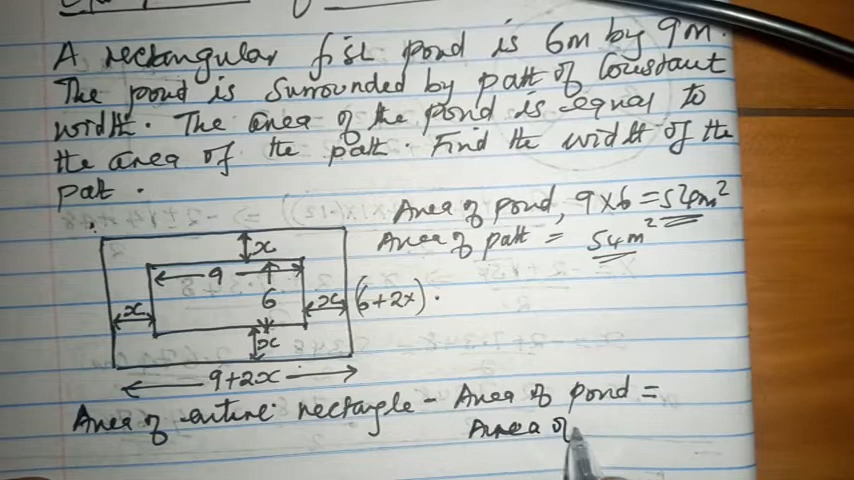 A rectangular fish pond is 6m by 9m.
The pond is surrounded by path of constant
width. The area of the pond is equal to
the area of the path. Find the width of the
path.
Area of pond, 9 x 6 = 54m²
Area of path = 54m²
x
9
6
x
x (6+2x).
x
9+2x
Area of entire rectangle - Area of pond =
Area of